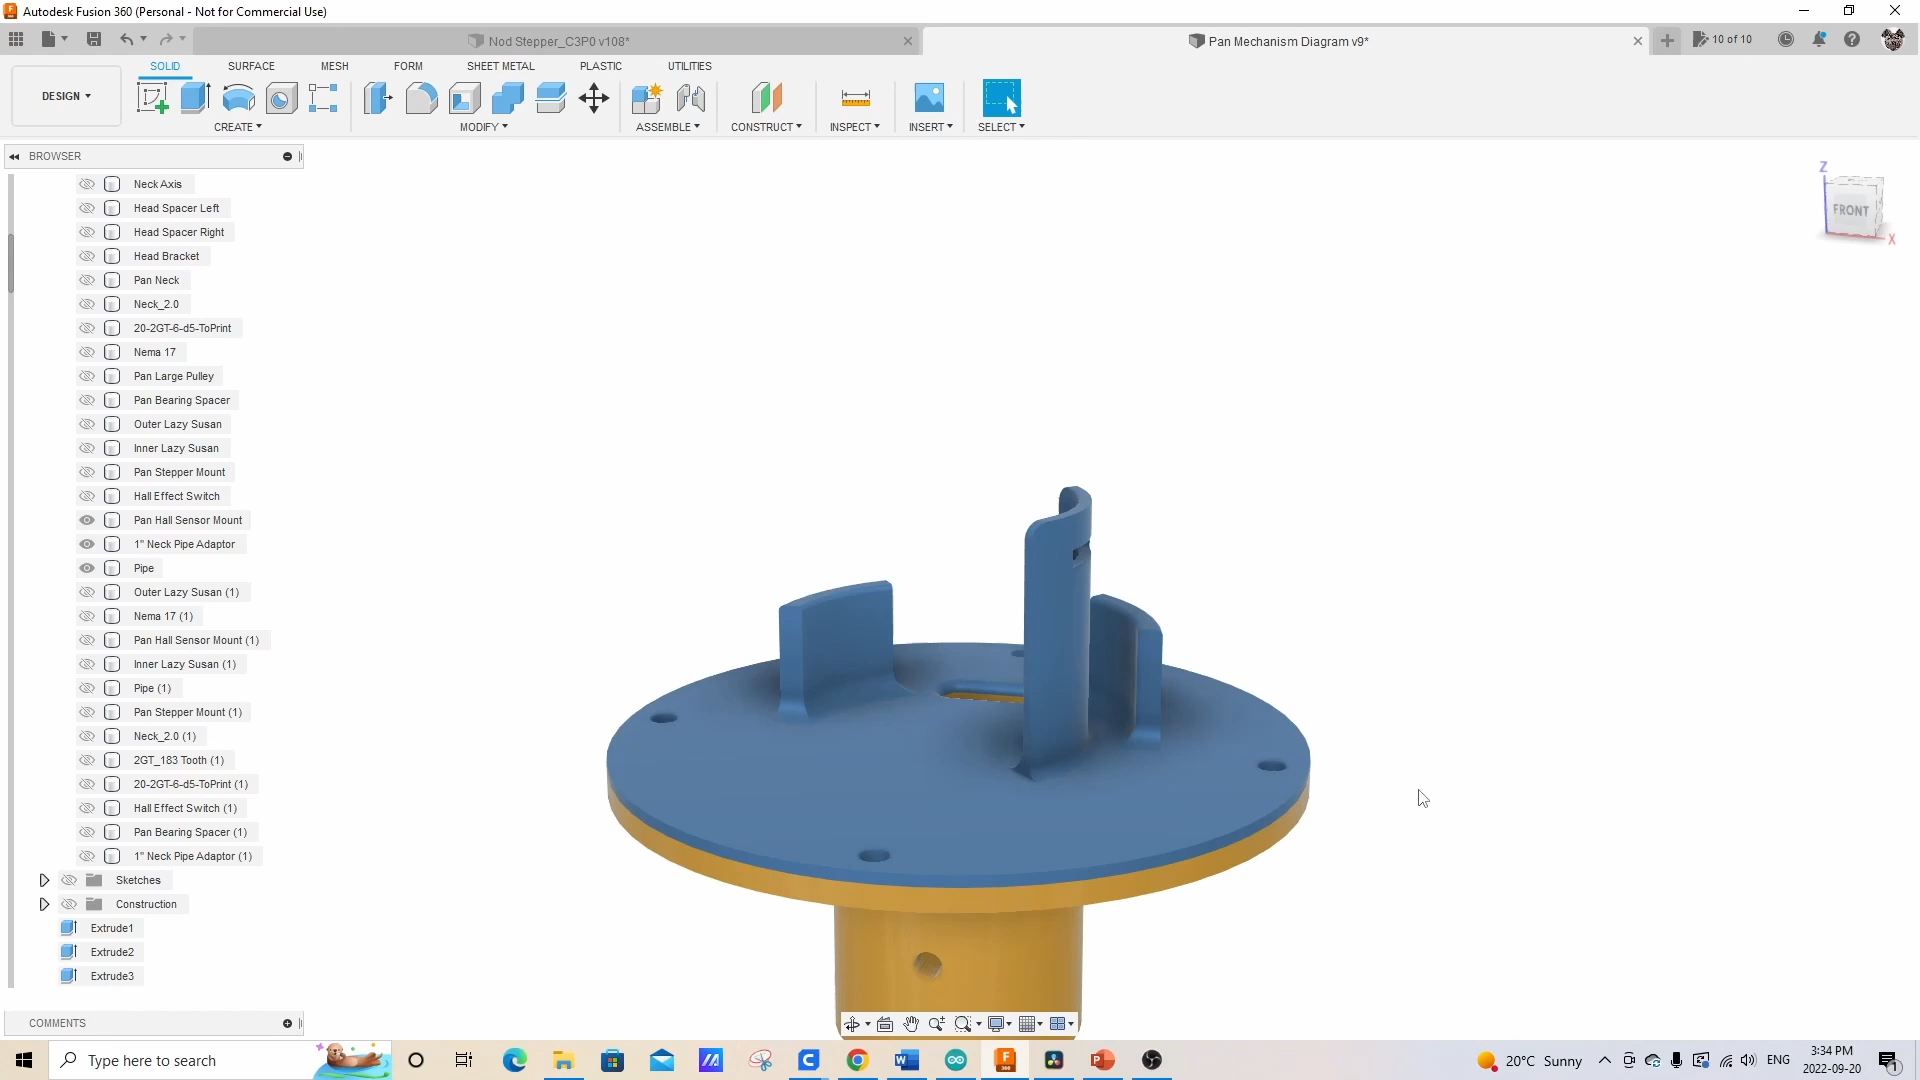 Autodesk Fusion 360 (Personal - Not for Commercial Use)
Nod Stepper_C3P0 v108*
Pan Mechanism Diagram v9*
10 of 10
DESIGN
SOLID
SURFACE
MESH
FORM
SHEET METAL
PLASTIC
UTILITIES
CREATE
MODIFY
ASSEMBLE
CONSTRUCT
INSPECT
INSERT
SELECT
BROWSER
Neck Axis
Head Spacer Left
Head Spacer Right
Head Bracket
Pan Neck
Neck_2.0
20-2GT-6-d5-ToPrint
Nema 17
Pan Large Pulley
Pan Bearing Spacer
Outer Lazy Susan
Inner Lazy Susan
Pan Stepper Mount
Hall Effect Switch
Pan Hall Sensor Mount
1" Neck Pipe Adaptor
Pipe
Outer Lazy Susan (1)
Nema 17 (1)
Pan Hall Sensor Mount (1)
Inner Lazy Susan (1)
Pipe (1)
Pan Stepper Mount (1)
Neck_2.0 (1)
2GT_183 Tooth (1)
20-2GT-6-d5-ToPrint (1)
Hall Effect Switch (1)
Pan Bearing Spacer (1)
1" Neck Pipe Adaptor (1)
Sketches
Construction
Extrude1
Extrude2
Extrude3
COMMENTS
Z
FRONT
X
Type here to search
20°C Sunny
ENG
3:34 PM
2022-09-20